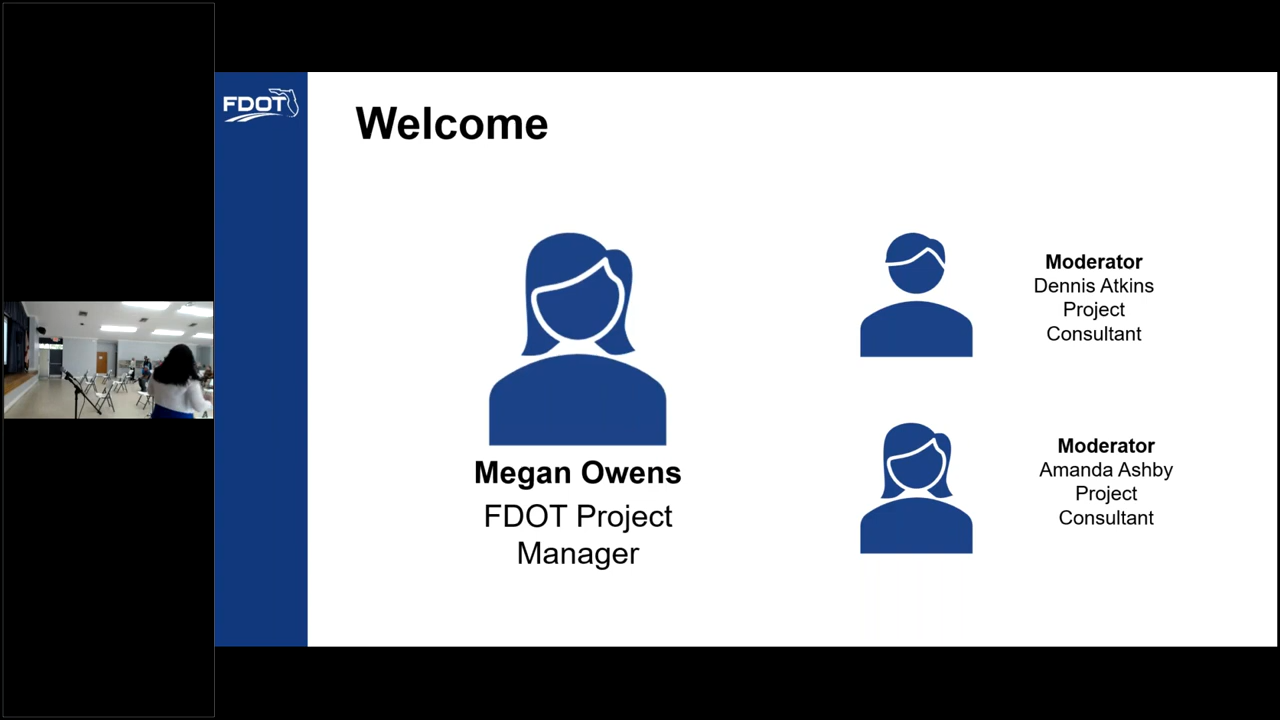 FDOT
Welcome
Megan Owens
FDOT Project
Manager
Moderator
Dennis Atkins
Project
Consultant
Moderator
Amanda Ashby
Project
Consultant